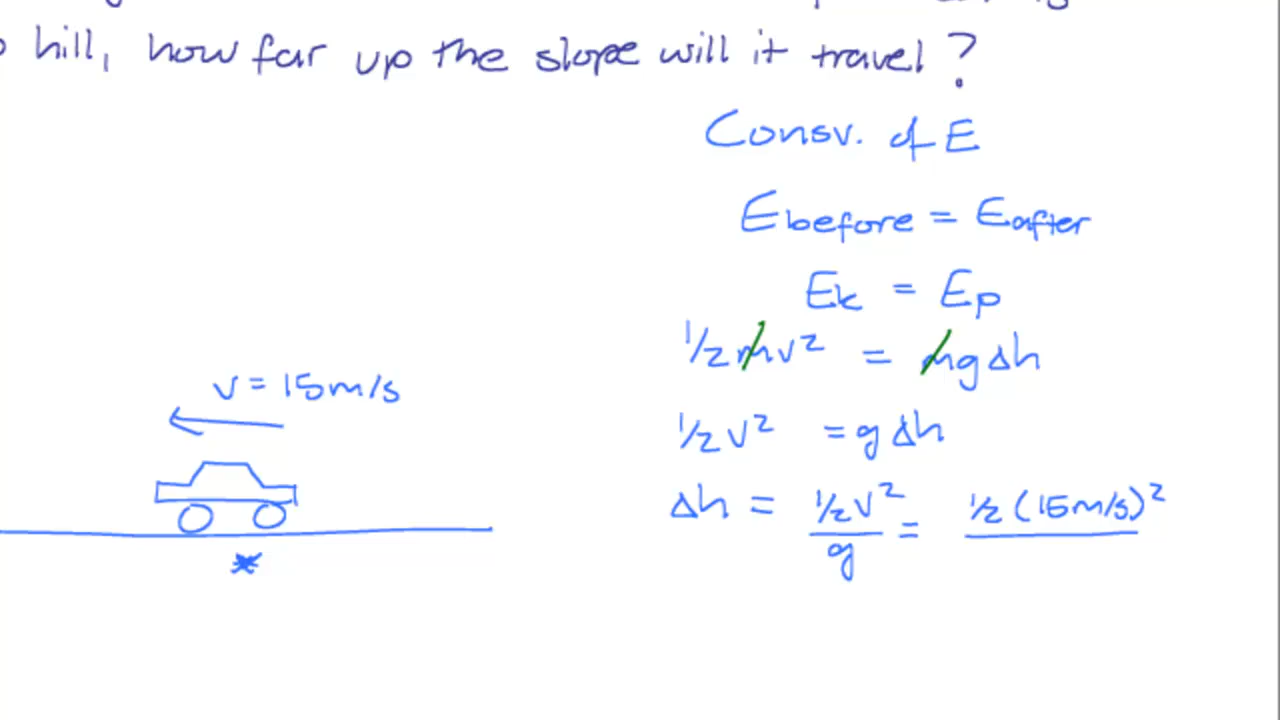 hill, how far up the slope will it travel?
Consv. of E
Ebefore = Eafter
Ek = Ep
1/2mv² = mgΔh
v = 15m/s
1/2v² = gΔh
Δh = 1/2v²/g = 1/2(15m/s)²